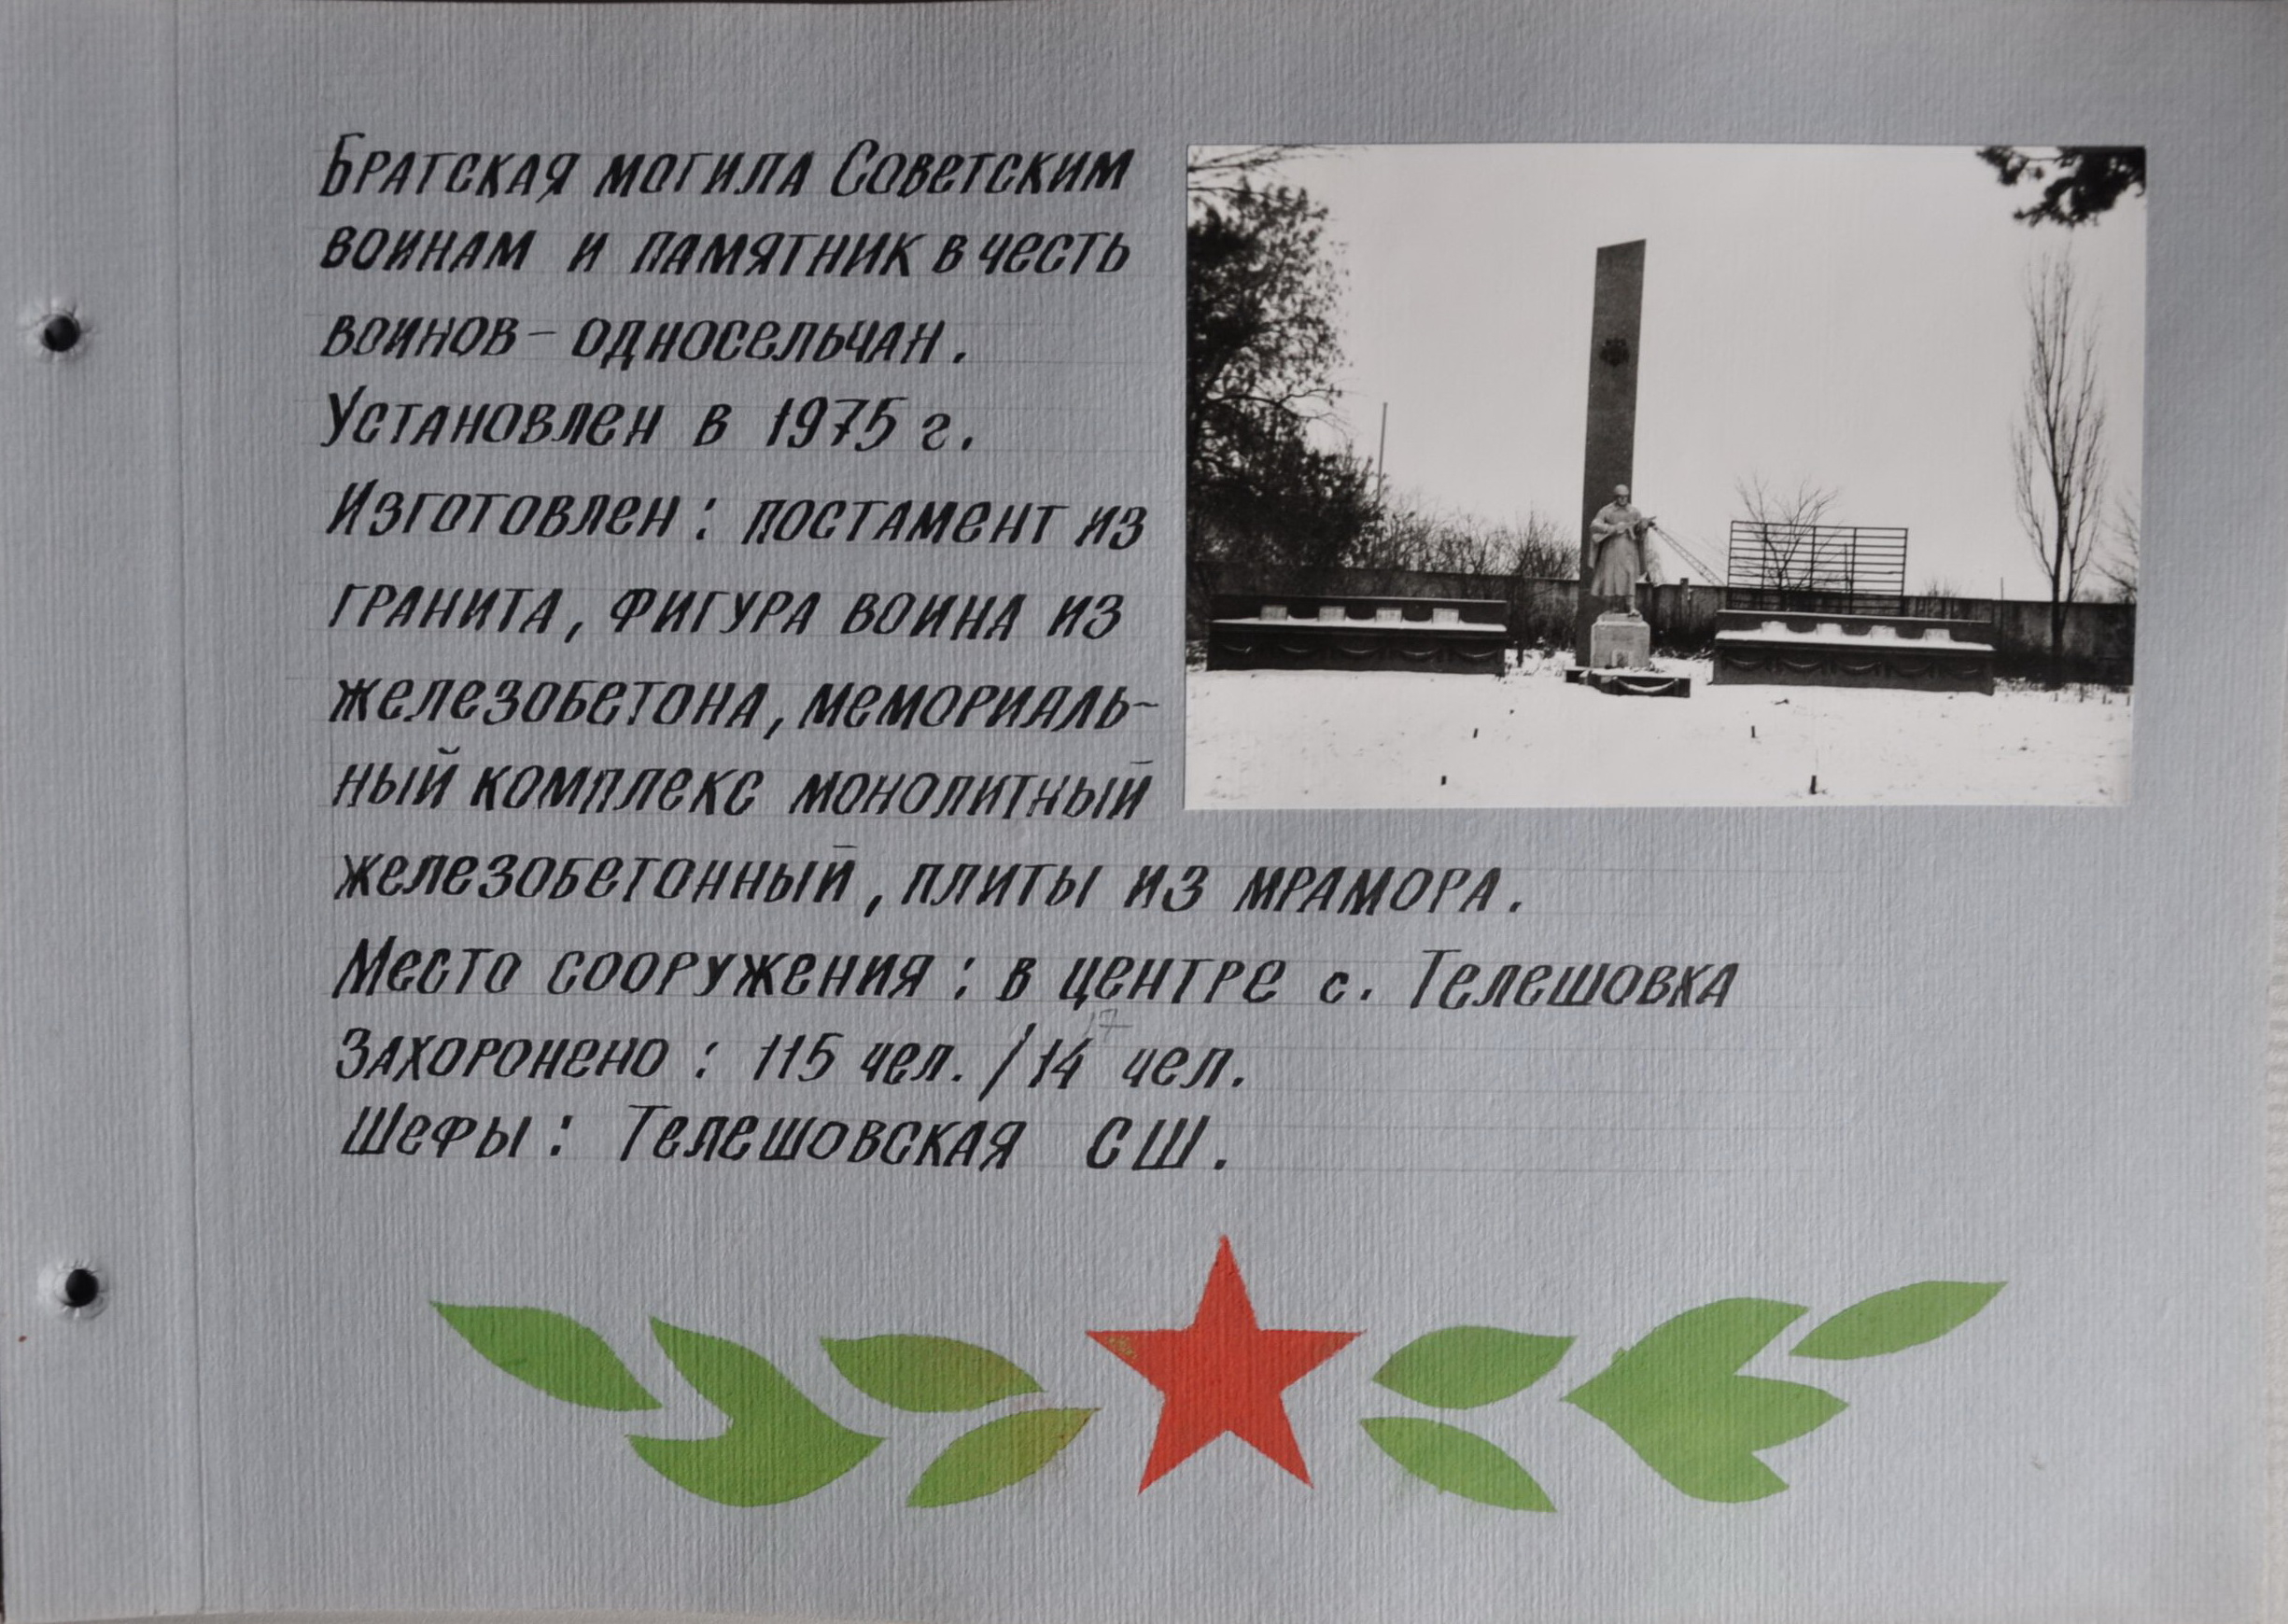 Братская могила Советским
воинам и памятник в честь
воинов - односельчан.
Установлен в 1975 г.
Изготовлен: постамент из
гранита, фигура воина из
железобетона, мемориаль-
ный комплекс монолитный
железобетонный, плиты из мрамора.
Место сооружения: в центре с. Телешовка
17
Захоронено: 115 чел. / 14 чел.
Шефы: Телешовская СШ.